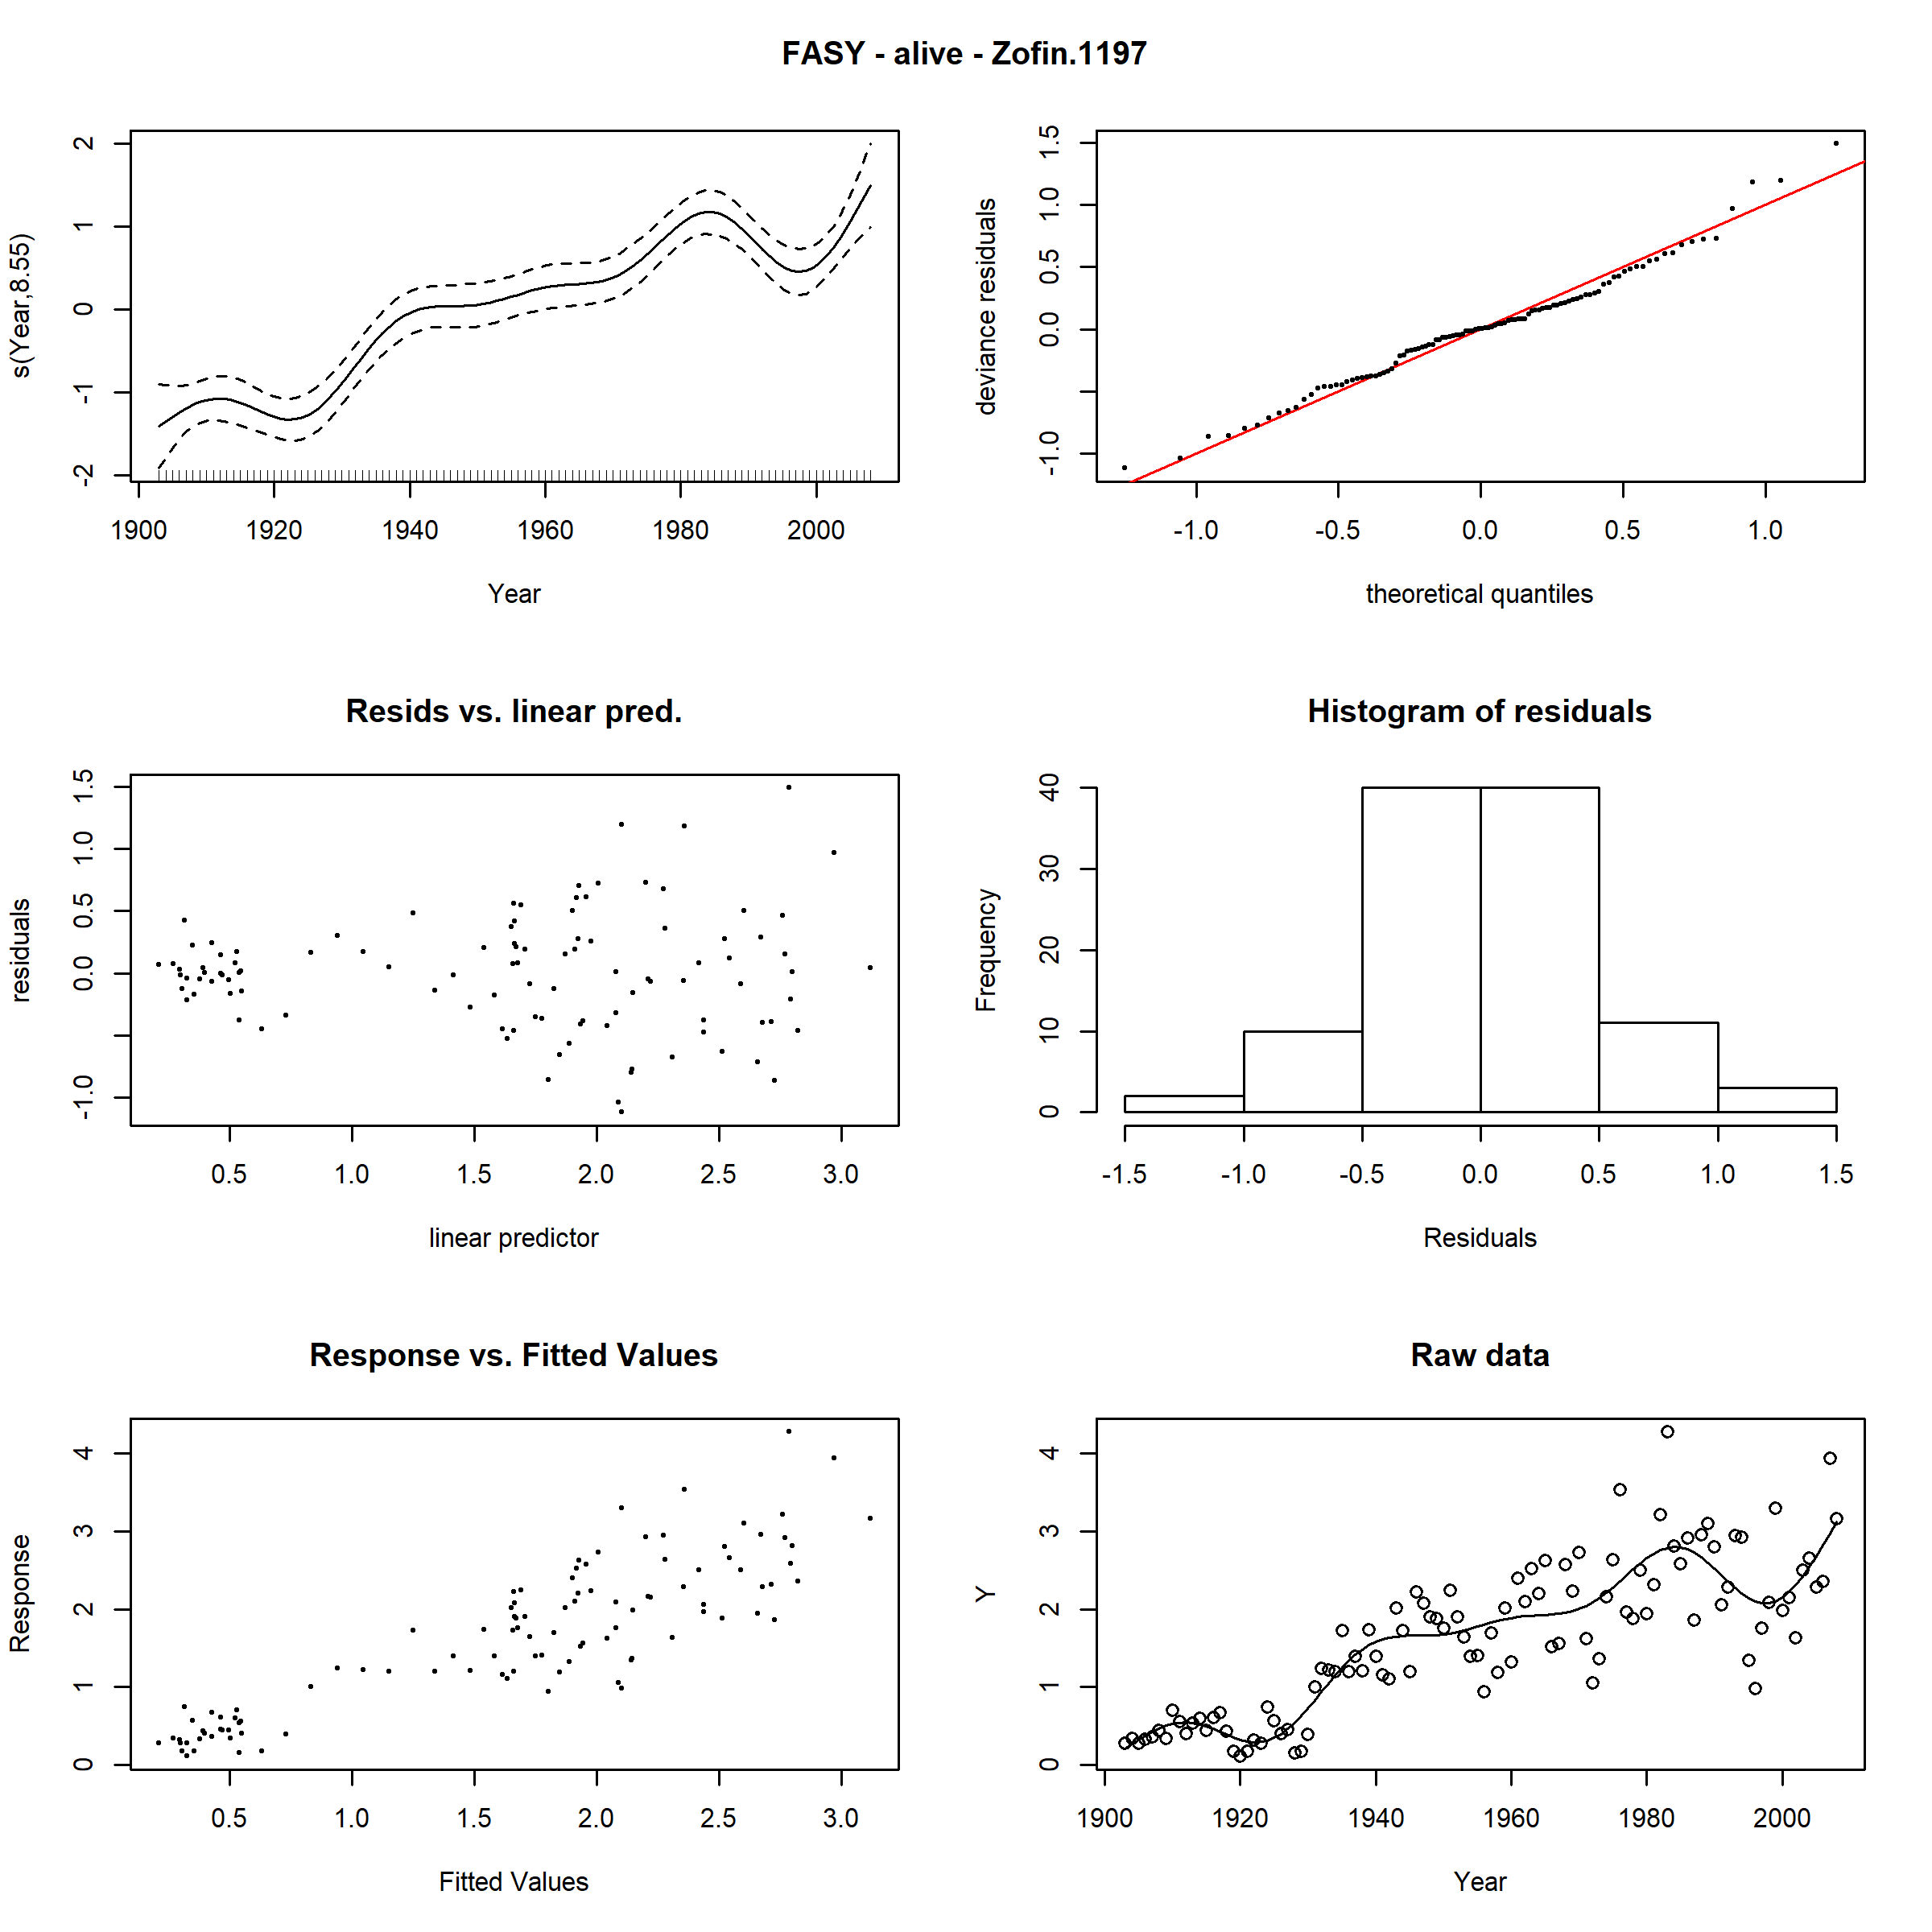 FASY - alive - Zofin.1197
2
1
0
-1
-2
s(Year,8.55)
1900 1920 1940 1960 1980 2000
Year
1.5
1.0
0.5
0.0
-1.0
deviance residuals
-1.0 -0.5 0.0 0.5 1.0
theoretical quantiles
Resids vs. linear pred.
1.5
1.0
0.5
0.0
-1.0
residuals
0.5 1.0 1.5 2.0 2.5 3.0
linear predictor
Histogram of residuals
40
30
20
10
0
Frequency
-1.5 -1.0 -0.5 0.0 0.5 1.0 1.5
Residuals
Response vs. Fitted Values
4
3
2
1
0
Response
0.5 1.0 1.5 2.0 2.5 3.0
Fitted Values
Raw data
4
3
2
1
0
Y
1900 1920 1940 1960 1980 2000
Year